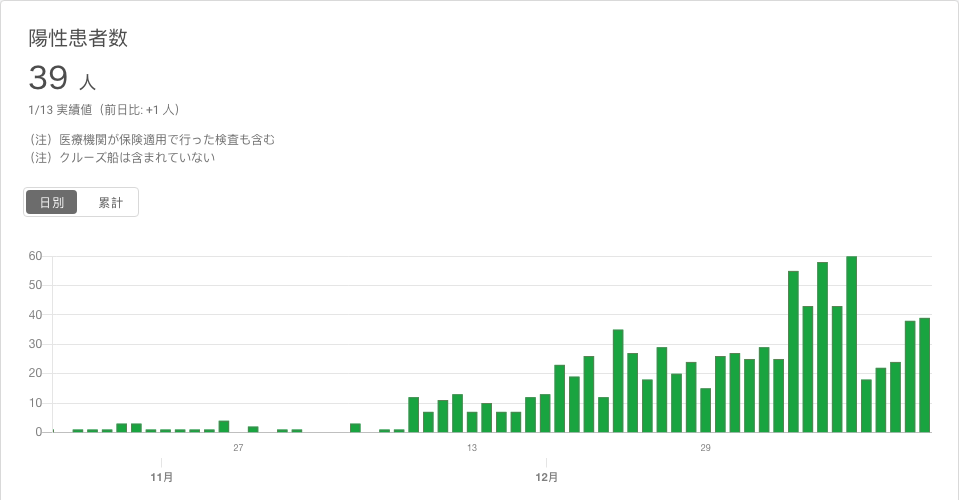 陽性患者数
39 人
1/13 実績値（前日比: +1 人）
（注）医療機関が保険適用で行った検査も含む
（注）クルーズ船は含まれていない
日別 累計
60
50
40
30
20
10
0
27 13 29
11月 12月